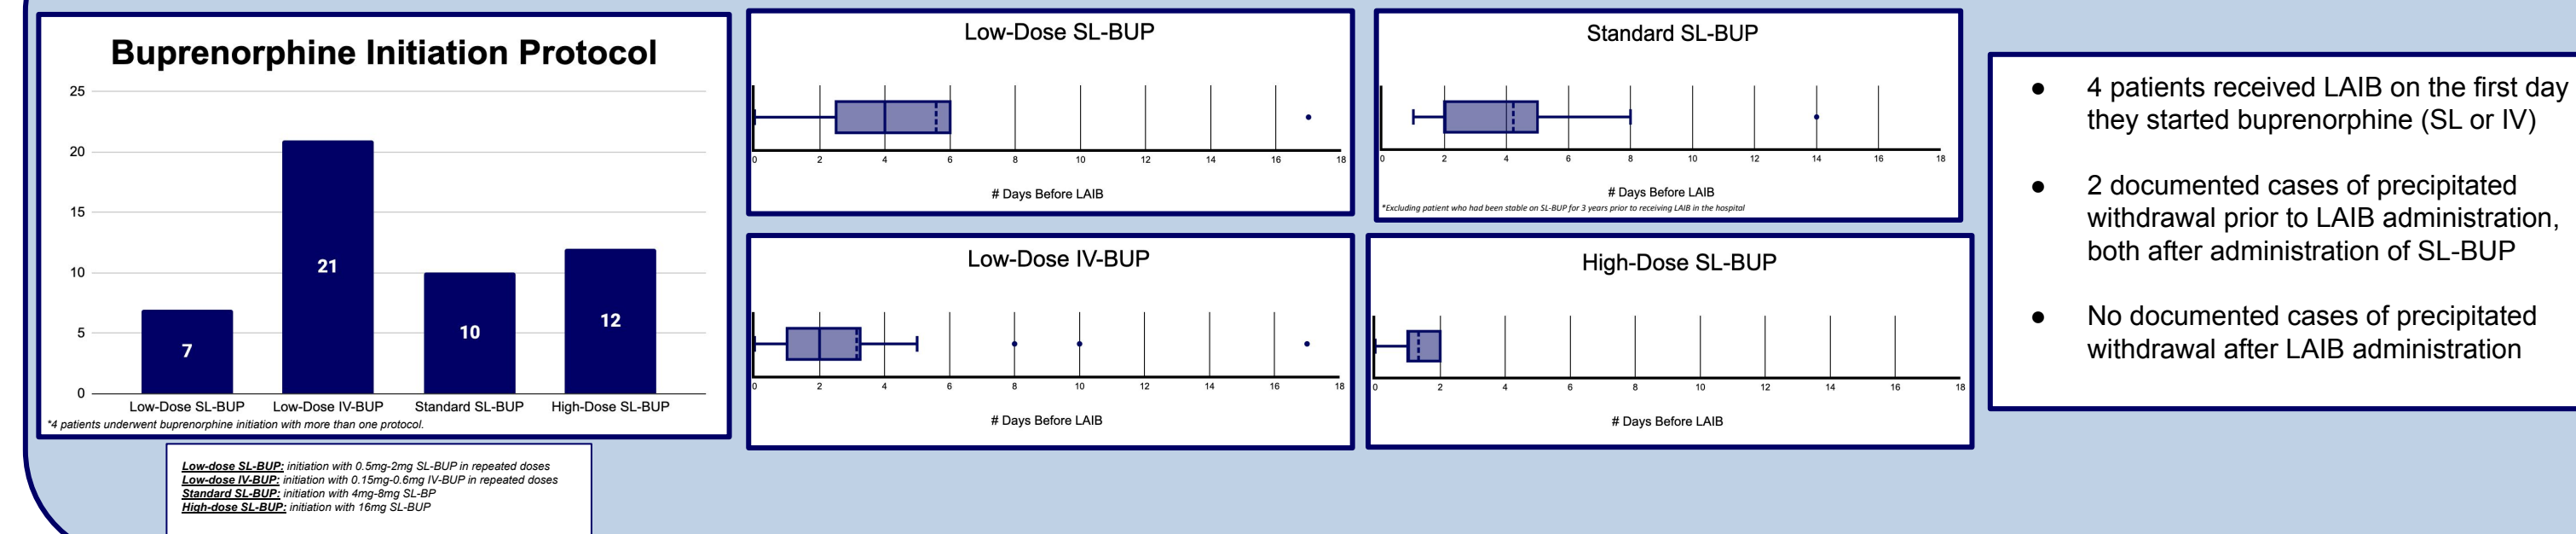 Buprenorphine Initiation Protocol
25
20
15
10
5
0
7
21
10
12
Low-Dose SL-BUP
Low-Dose IV-BUP
Standard SL-BUP
High-Dose SL-BUP
*4 patients underwent buprenorphine initiation with more than one protocol.
Low-dose SL-BUP: initiation with 0.5mg-2mg SL-BUP in repeated doses
Low-dose IV-BUP: initiation with 0.15mg-0.6mg IV-BUP in repeated doses
Standard SL-BUP: initiation with 4mg-8mg SL-BP
High-dose SL-BUP: initiation with 16mg SL-BUP
Low-Dose SL-BUP
0 2 4 6 8 10 12 14 16 18
# Days Before LAIB
Standard SL-BUP
0 2 4 6 8 10 12 14 16 18
# Days Before LAIB
*Excluding patient who had been stable on SL-BUP for 3 years prior to receiving LAIB in the hospital
Low-Dose IV-BUP
0 2 4 6 8 10 12 14 16 18
# Days Before LAIB
High-Dose SL-BUP
0 2 4 6 8 10 12 14 16 18
# Days Before LAIB
● 4 patients received LAIB on the first day
they started buprenorphine (SL or IV)
● 2 documented cases of precipitated
withdrawal prior to LAIB administration,
both after administration of SL-BUP
● No documented cases of precipitated
withdrawal after LAIB administration